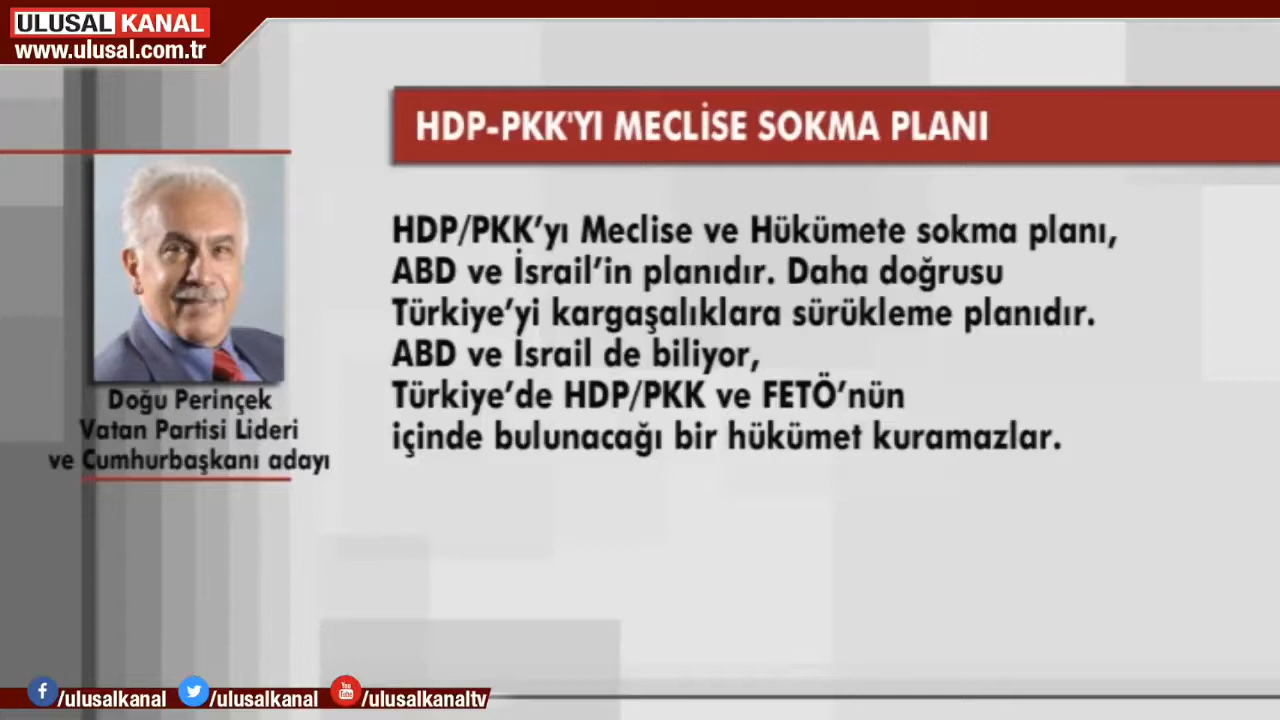 ULUSAL KANAL
www.ulusal.com.tr
HDP-PKK'YI MECLİSE SOKMA PLANI
HDP/PKK’yı Meclise ve Hükümete sokma planı,
ABD ve İsrail’in planıdır. Daha doğrusu
Türkiye’yi kargaşalıklara sürükleme planıdır.
ABD ve İsrail de biliyor,
Türkiye’de HDP/PKK ve FETÖ’nün
içinde bulunacağı bir hükümet kuramazlar.
Doğu Perinçek
Vatan Partisi Lideri
ve Cumhurbaşkanı adayı
/ulusalkanal /ulusalkanal /ulusalkanaltv